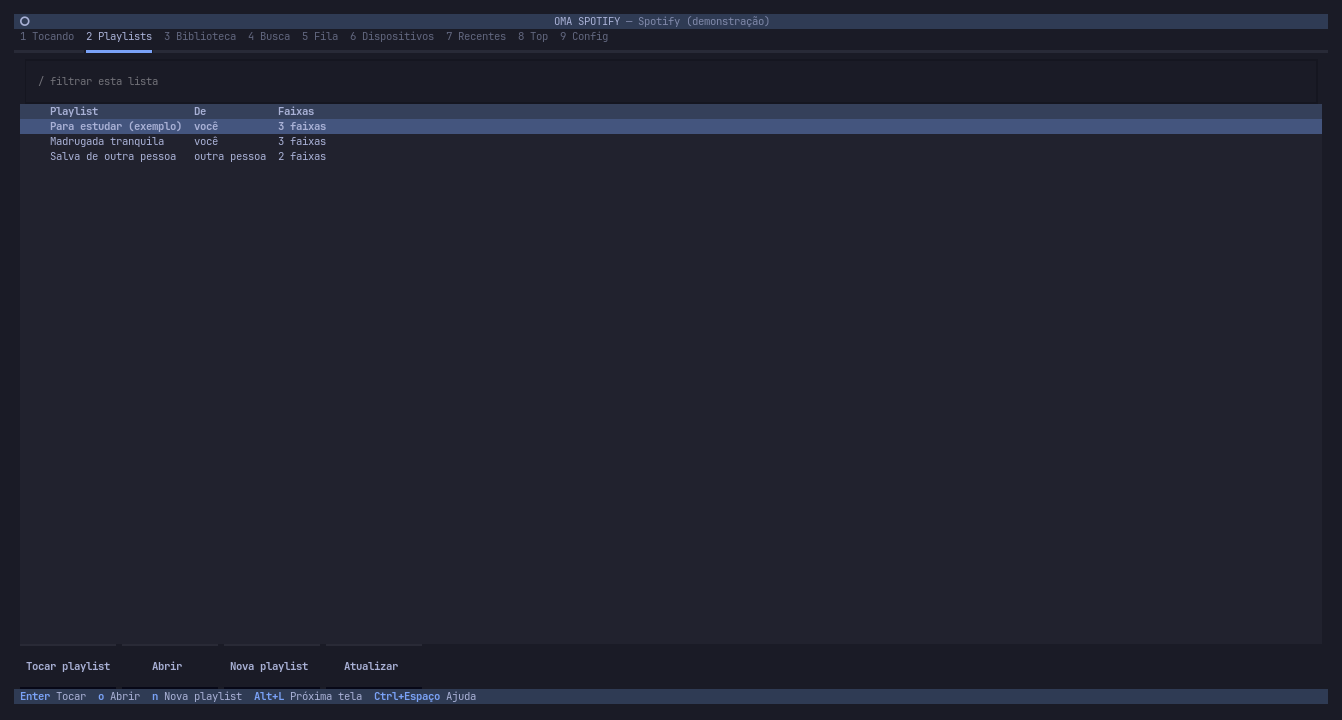 OMA SPOTIFY — Spotify (demonstração)
1 Tocando 2 Playlists 3 Biblioteca 4 Busca 5 Fila 6 Dispositivos 7 Recentes 8 Top 9 Config
/ filtrar esta lista
Playlist De Faixas
Para estudar (exemplo) você 3 faixas
Madrugada tranquila você 3 faixas
Salva de outra pessoa outra pessoa 2 faixas
Tocar playlist Abrir Nova playlist Atualizar
Enter Tocar o Abrir n Nova playlist Alt+L Próxima tela Ctrl+Espaço Ajuda